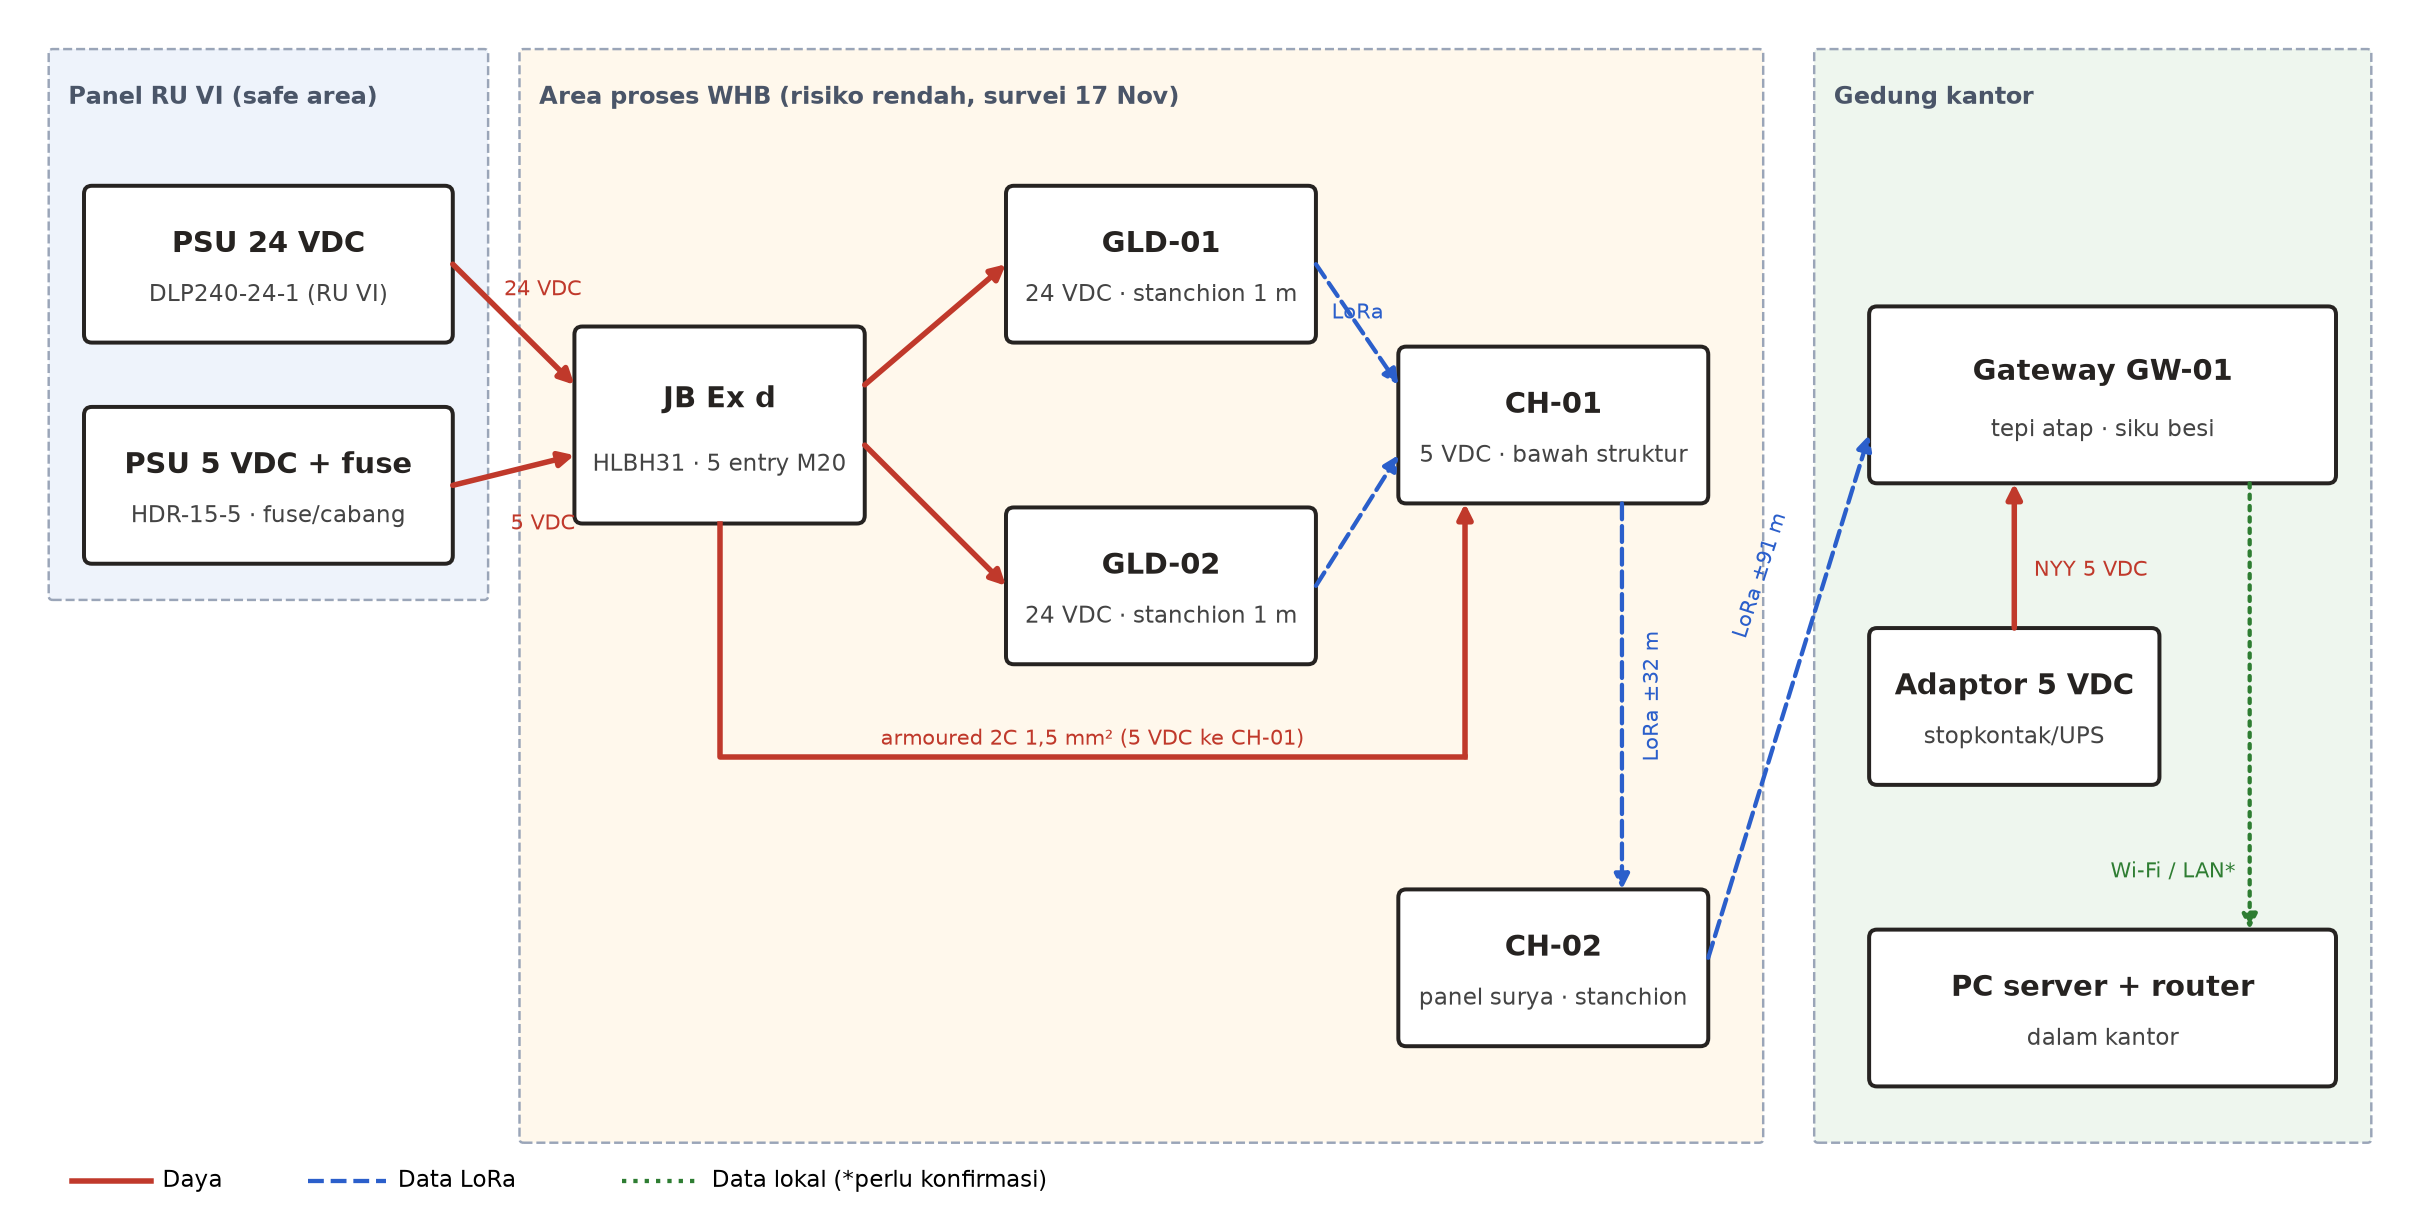 Panel RU VI (safe area)
PSU 24 VDC
DLP240-24-1 (RU VI)
PSU 5 VDC + fuse
HDR-15-5 · fuse/cabang
24 VDC
5 VDC
Area proses WHB (risiko rendah, survei 17 Nov)
JB Ex d
HLBH31 · 5 entry M20
GLD-01
24 VDC · stanchion 1 m
GLD-02
24 VDC · stanchion 1 m
LoRa
CH-01
5 VDC · bawah struktur
armoured 2C 1,5 mm² (5 VDC ke CH-01)
LoRa ±32 m
CH-02
panel surya · stanchion
LoRa ±91 m
Gedung kantor
Gateway GW-01
tepi atap · siku besi
NYY 5 VDC
Adaptor 5 VDC
stopkontak/UPS
Wi-Fi / LAN*
PC server + router
dalam kantor
Daya
Data LoRa
Data lokal (*perlu konfirmasi)